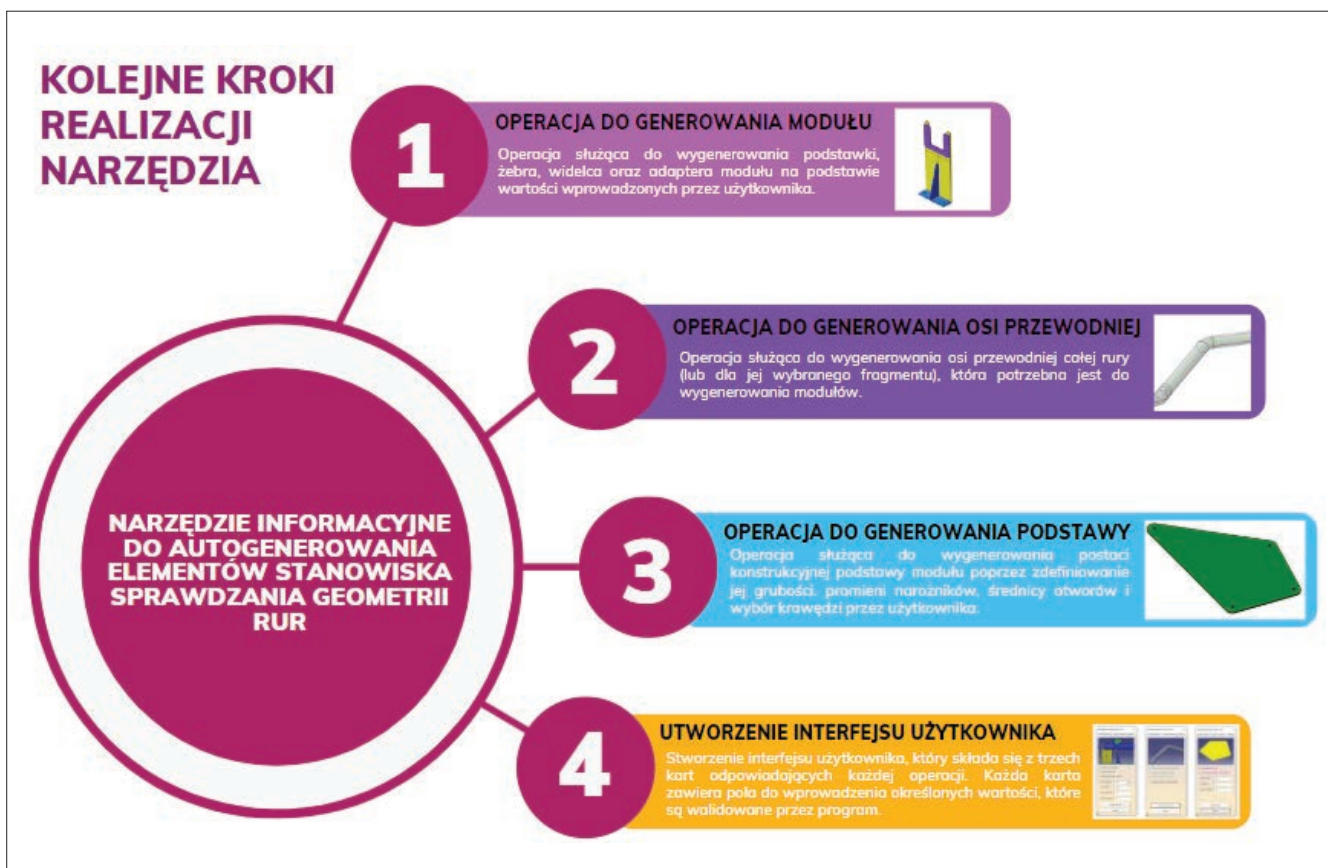 KOLEJNE KROKI
REALIZACJI
NARZĘDZIA
1
OPERACJA DO GENEROWANIA MODUŁU
Operacja służąca do wygenerowania podstawki,
żebra, widelca oraz adaptera modułu na podstawie
wartości wprowadzonych przez użytkownika.
2
OPERACJA DO GENEROWANIA OSI PRZEWODNIEJ
Operacja służąca do wygenerowania osi przewodniej całej rury
(lub dla jej wybranego fragmentu), która potrzebna jest do
wygenerowania modułów.
NARZĘDZIE INFORMACYJNE
DO AUTOGENEROWANIA
ELEMENTÓW STANOWISKA
SPRAWDZANIA GEOMETRII
RUR
3
OPERACJA DO GENEROWANIA PODSTAWY
Operacja służąca do wygenerowania postaci
konstrukcyjnej podstawy modułu poprzez zdefiniowanie
jej grubości, promieni narożników, średnicy otworów i
wybór krawędzi przez użytkownika.
4
UTWORZENIE INTERFEJSU UŻYTKOWNIKA
Stworzenie interfejsu użytkownika, który składa się z trzech
kart odpowiadających każdej operacji. Każda karta
zawiera pola do wprowadzenia określonych wartości, które
są walidowane przez program.